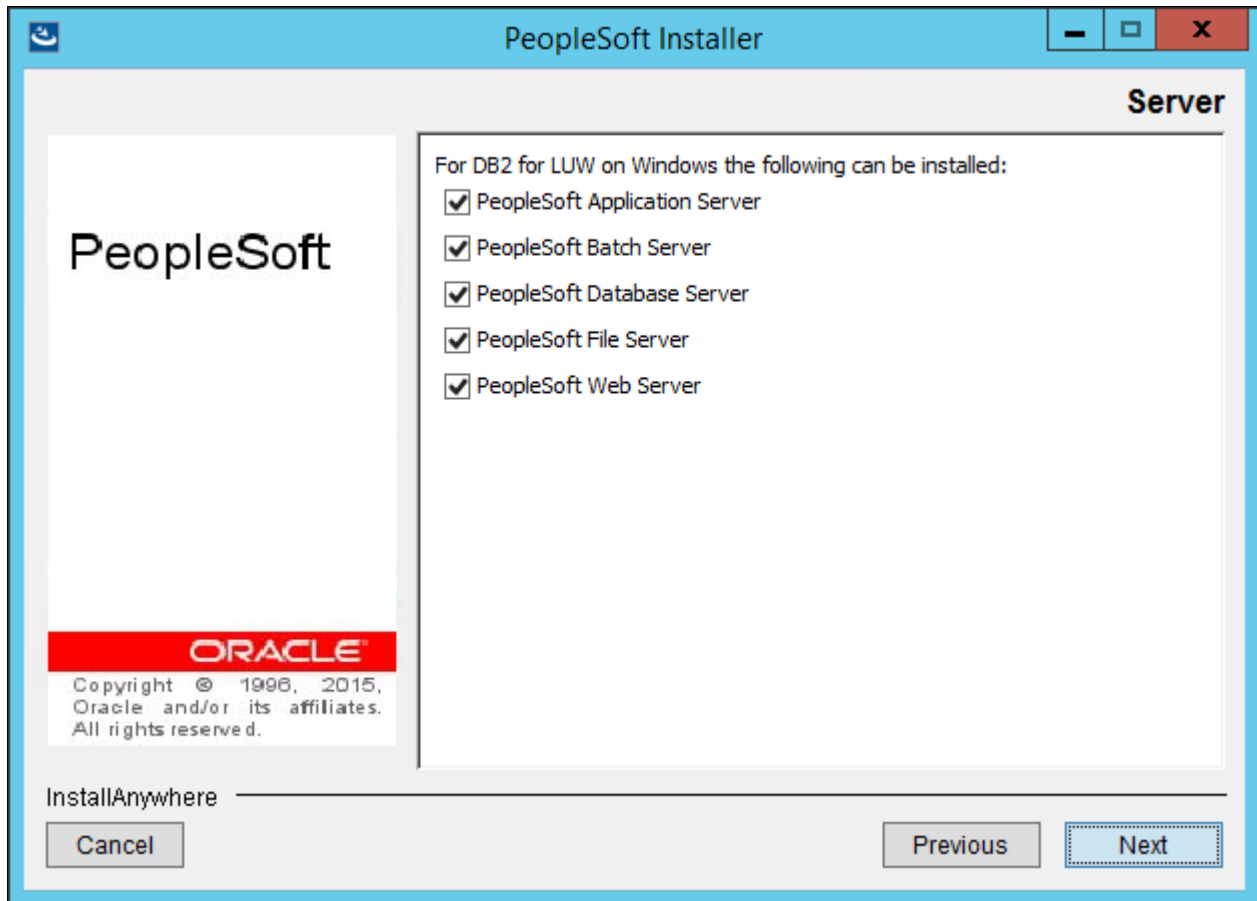 PeopleSoft Installer
Server
For DB2 for LUW on Windows the following can be installed:
PeopleSoft Application Server
PeopleSoft Batch Server
PeopleSoft Database Server
PeopleSoft File Server
PeopleSoft Web Server
PeopleSoft
ORACLE
Copyright © 1996, 2015,
Oracle and/or its affiliates.
All rights reserved.
InstallAnywhere
Cancel
Previous
Next